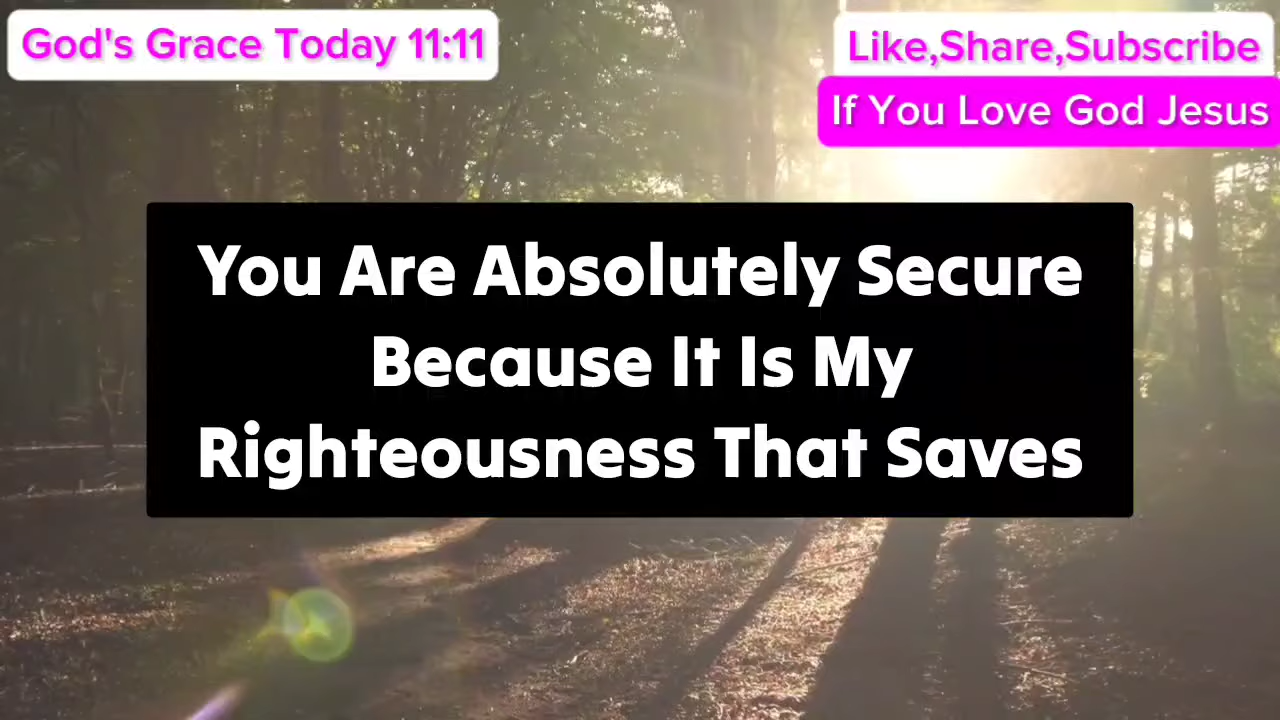 God's Grace Today 11:11
Like,Share,Subscribe
If You Love God Jesus
You Are Absolutely Secure
Because It Is My
Righteousness That Saves